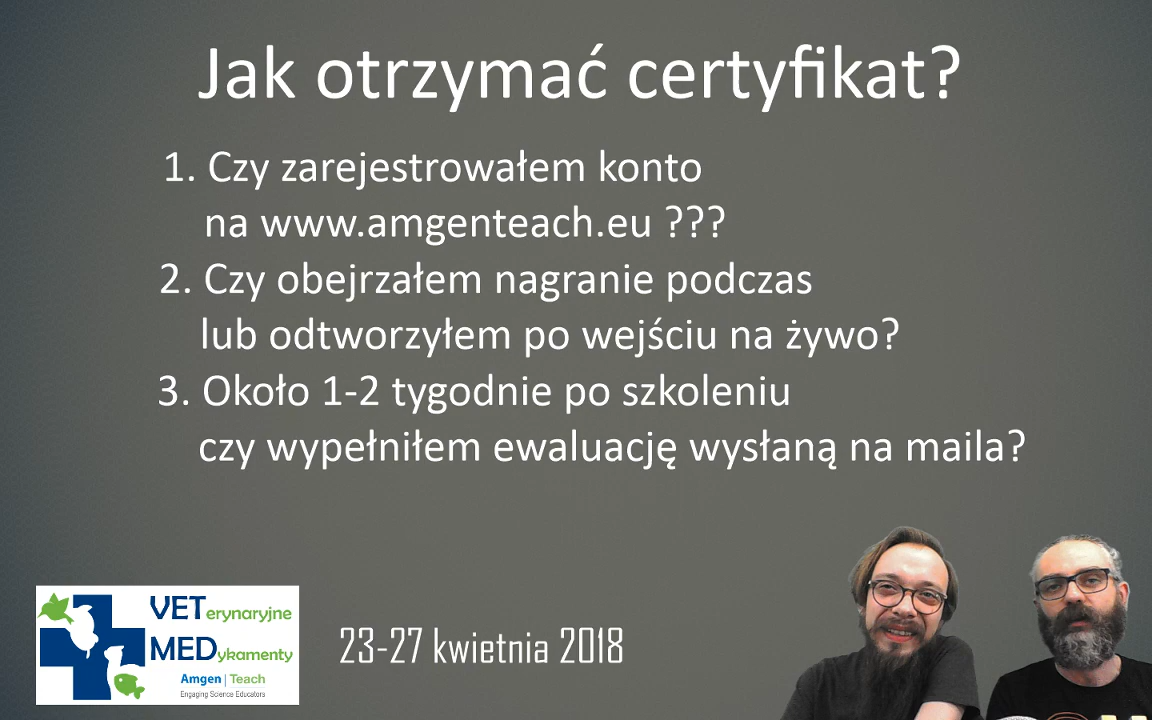 Jak otrzymać certyfikat?
1. Czy zarejestrowałem konto
na www.amgenteach.eu ???
2. Czy obejrzałem nagranie podczas
lub odtworzyłem po wejściu na żywo?
3. Około 1-2 tygodnie po szkoleniu
czy wypełniłem ewaluację wysłaną na maila?
VETerynaryjne
MEDykamenty
Amgen | Teach
Engaging Science Educators
23-27 kwietnia 2018